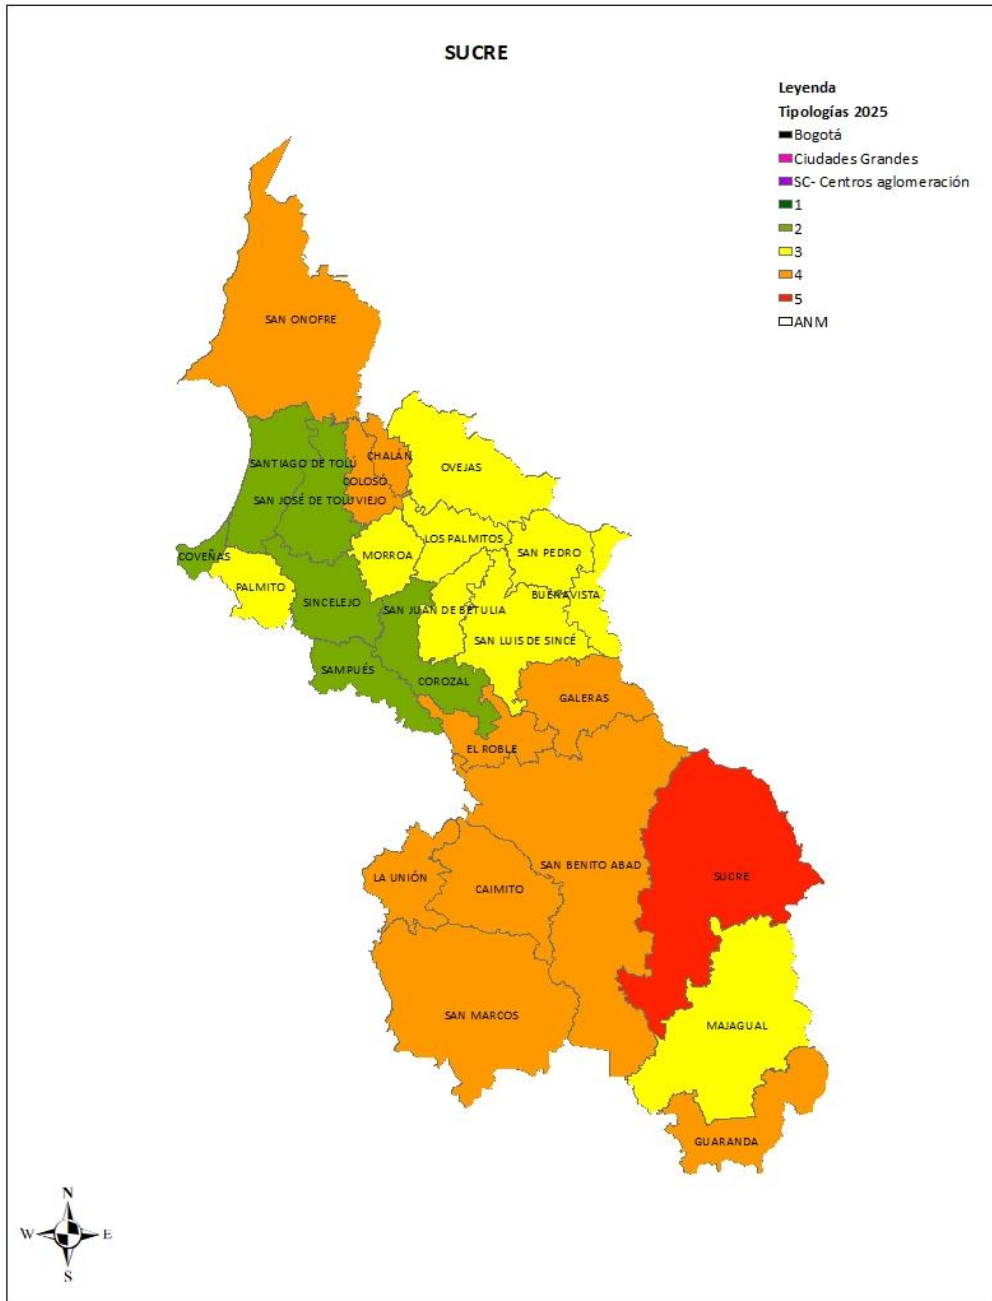 SUCRE
Leyenda
Tipologías 2025
Bogotá
Ciudades Grandes
SC- Centros aglomeración
1
2
3
4
5
ANM
SAN ONOFRE
CHALÁN
SANTIAGO DE TOLÚ
OVEJAS
COLOSÓ
SAN JOSÉ DE TOLUVIEJO
LOS PALMITOS
SAN PEDRO
COVEÑAS
MORROA
PALMITO
BUENAVISTA
SINCELEJO
SAN JUAN DE BETULIA
SAN LUIS DE SINCÉ
SAMPUÉS
COROZAL
GALERAS
EL ROBLE
SAN BENITO ABAD
LA UNIÓN
SUCRE
CAIMITO
SAN MARCOS
MAJAGUAL
GUARANDA
N
W E
S